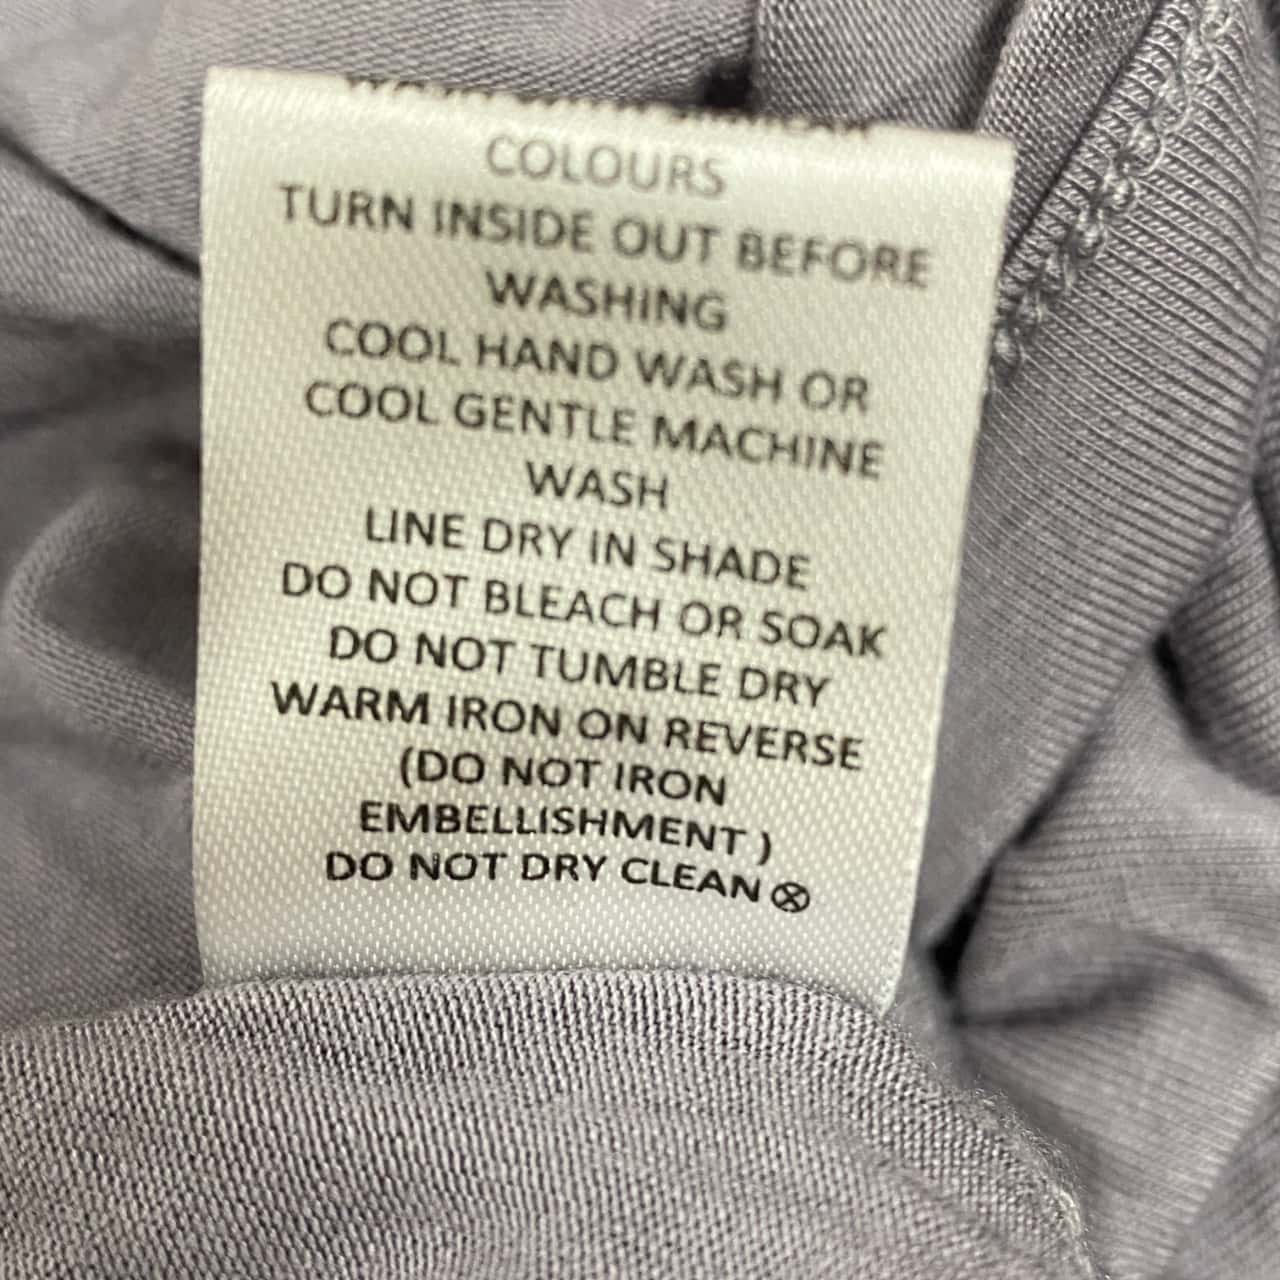 COLOURS
TURN INSIDE OUT BEFORE
WASHING
COOL HAND WASH OR
COOL GENTLE MACHINE
WASH
LINE DRY IN SHADE
DO NOT BLEACH OR SOAK
DO NOT TUMBLE DRY
WARM IRON ON REVERSE
(DO NOT IRON
EMBELLISHMENT )
DO NOT DRY CLEAN